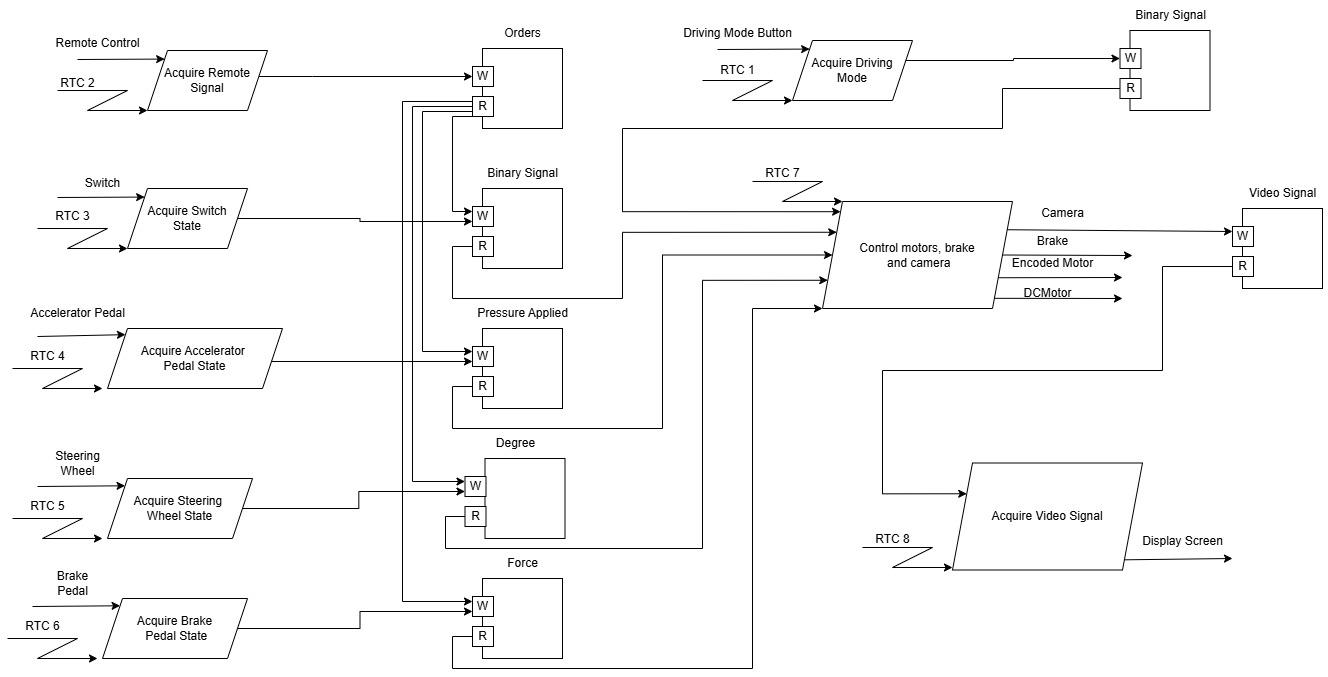 Remote Control
RTC 2
Acquire Remote
Signal
Orders
W
R
Driving Mode Button
RTC 1
Acquire Driving
Mode
Binary Signal
W
R
Switch
RTC 3
Acquire Switch
State
Binary Signal
W
R
RTC 7
Control motors, brake
and camera
Camera
Brake
Encoded Motor
DCMotor
Video Signal
W
R
Accelerator Pedal
RTC 4
Acquire Accelerator
Pedal State
Pressure Applied
W
R
Steering
Wheel
RTC 5
Acquire Steering
Wheel State
Degree
W
R
Acquire Video Signal
RTC 8
Display Screen
Brake
Pedal
RTC 6
Acquire Brake
Pedal State
Force
W
R